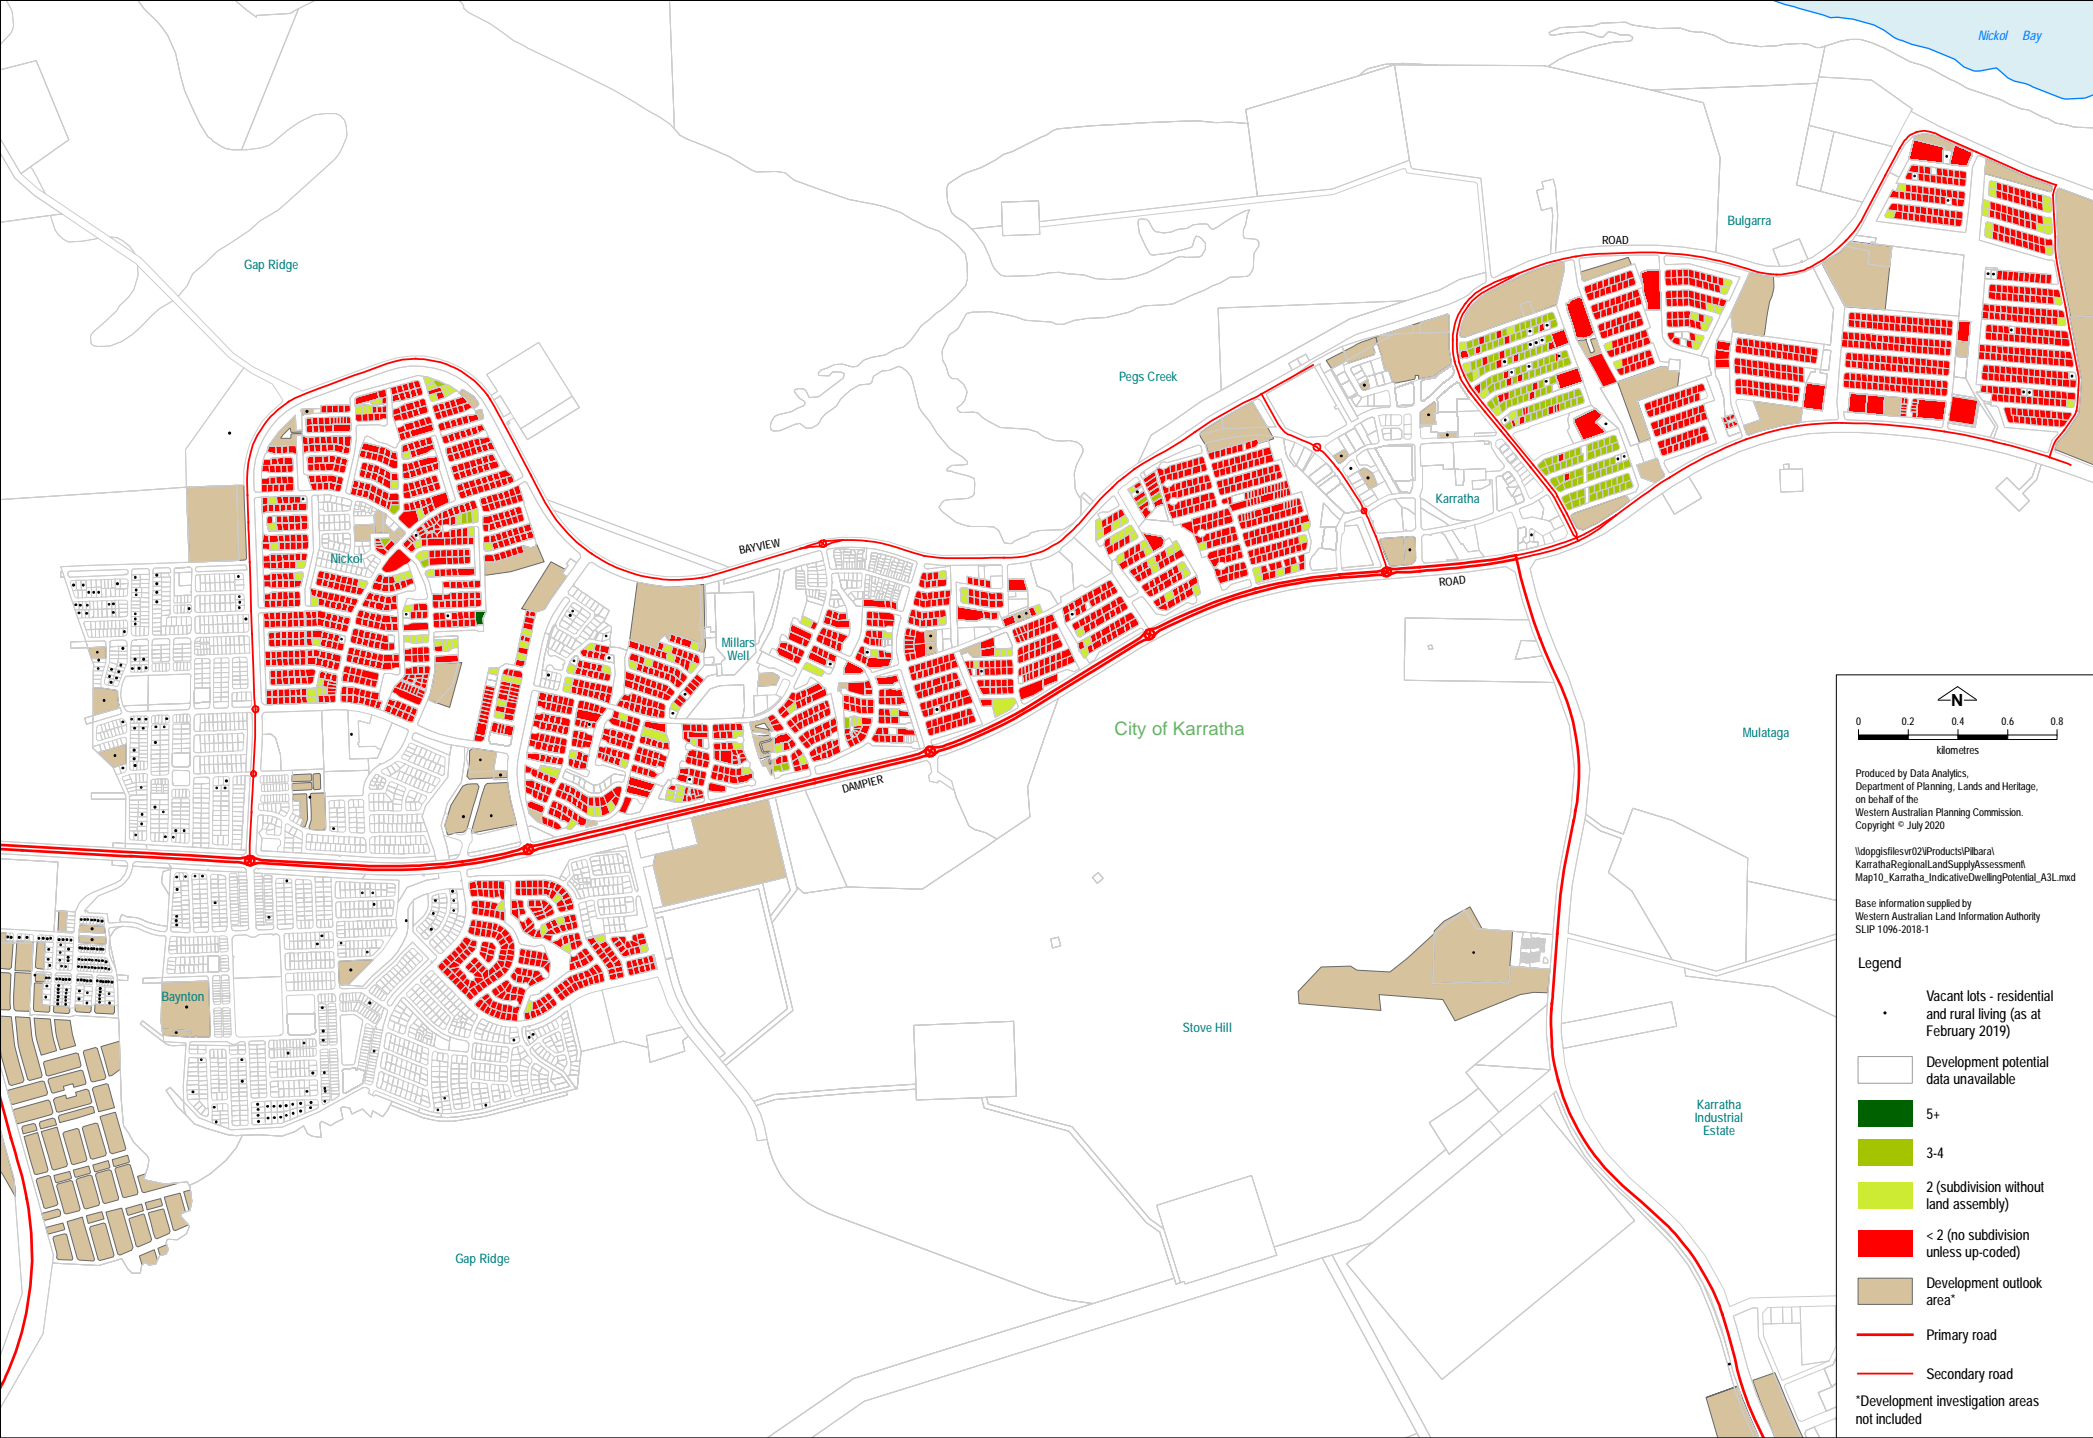 Nickol Bay
Bulgarra
ROAD
Gap Ridge
Pegs Creek
Karratha
BAYVIEW
Nickol
ROAD
Millars
Well
City of Karratha
Mulataga
DAMPIER
Baynton
Stove Hill
Karratha
Industrial
Estate
Gap Ridge
N
0 0.2 0.4 0.6 0.8
kilometres
Produced by Data Analytics,
Department of Planning, Lands and Heritage,
on behalf of the
Western Australian Planning Commission.
Copyright © July 2020
\\dopgisfilesvr02\iProducts\Pilbara\
KarrathaRegionalLandSupplyAssessment\
Map10_Karratha_IndicativeDwellingPotential_A3L.mxd
Base information supplied by
Western Australian Land Information Authority
SLIP 1096-2018-1
Legend
Vacant lots - residential
and rural living (as at
February 2019)
Development potential
data unavailable
5+
3-4
2 (subdivision without
land assembly)
< 2 (no subdivision
unless up-coded)
Development outlook
area*
Primary road
Secondary road
*Development investigation areas
not included